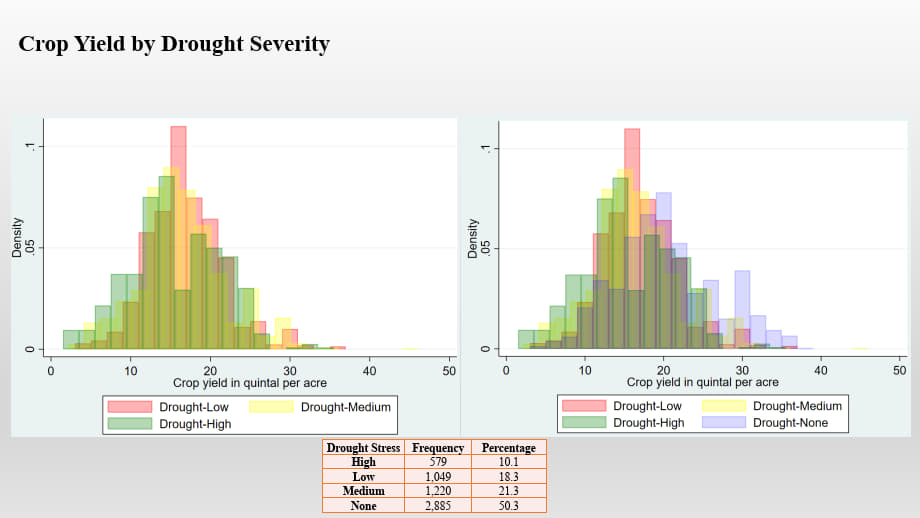 Crop Yield by Drought Severity
Density
0
.05
.1
0 10 20 30 40 50
Crop yield in quintal per acre
Drought-Low Drought-Medium
Drought-High
Density
0
.05
.1
0 10 20 30 40 50
Crop yield in quintal per acre
Drought-Low Drought-Medium
Drought-High Drought-None
Drought Stress Frequency Percentage
High 579 10.1
Low 1,049 18.3
Medium 1,220 21.3
None 2,885 50.3